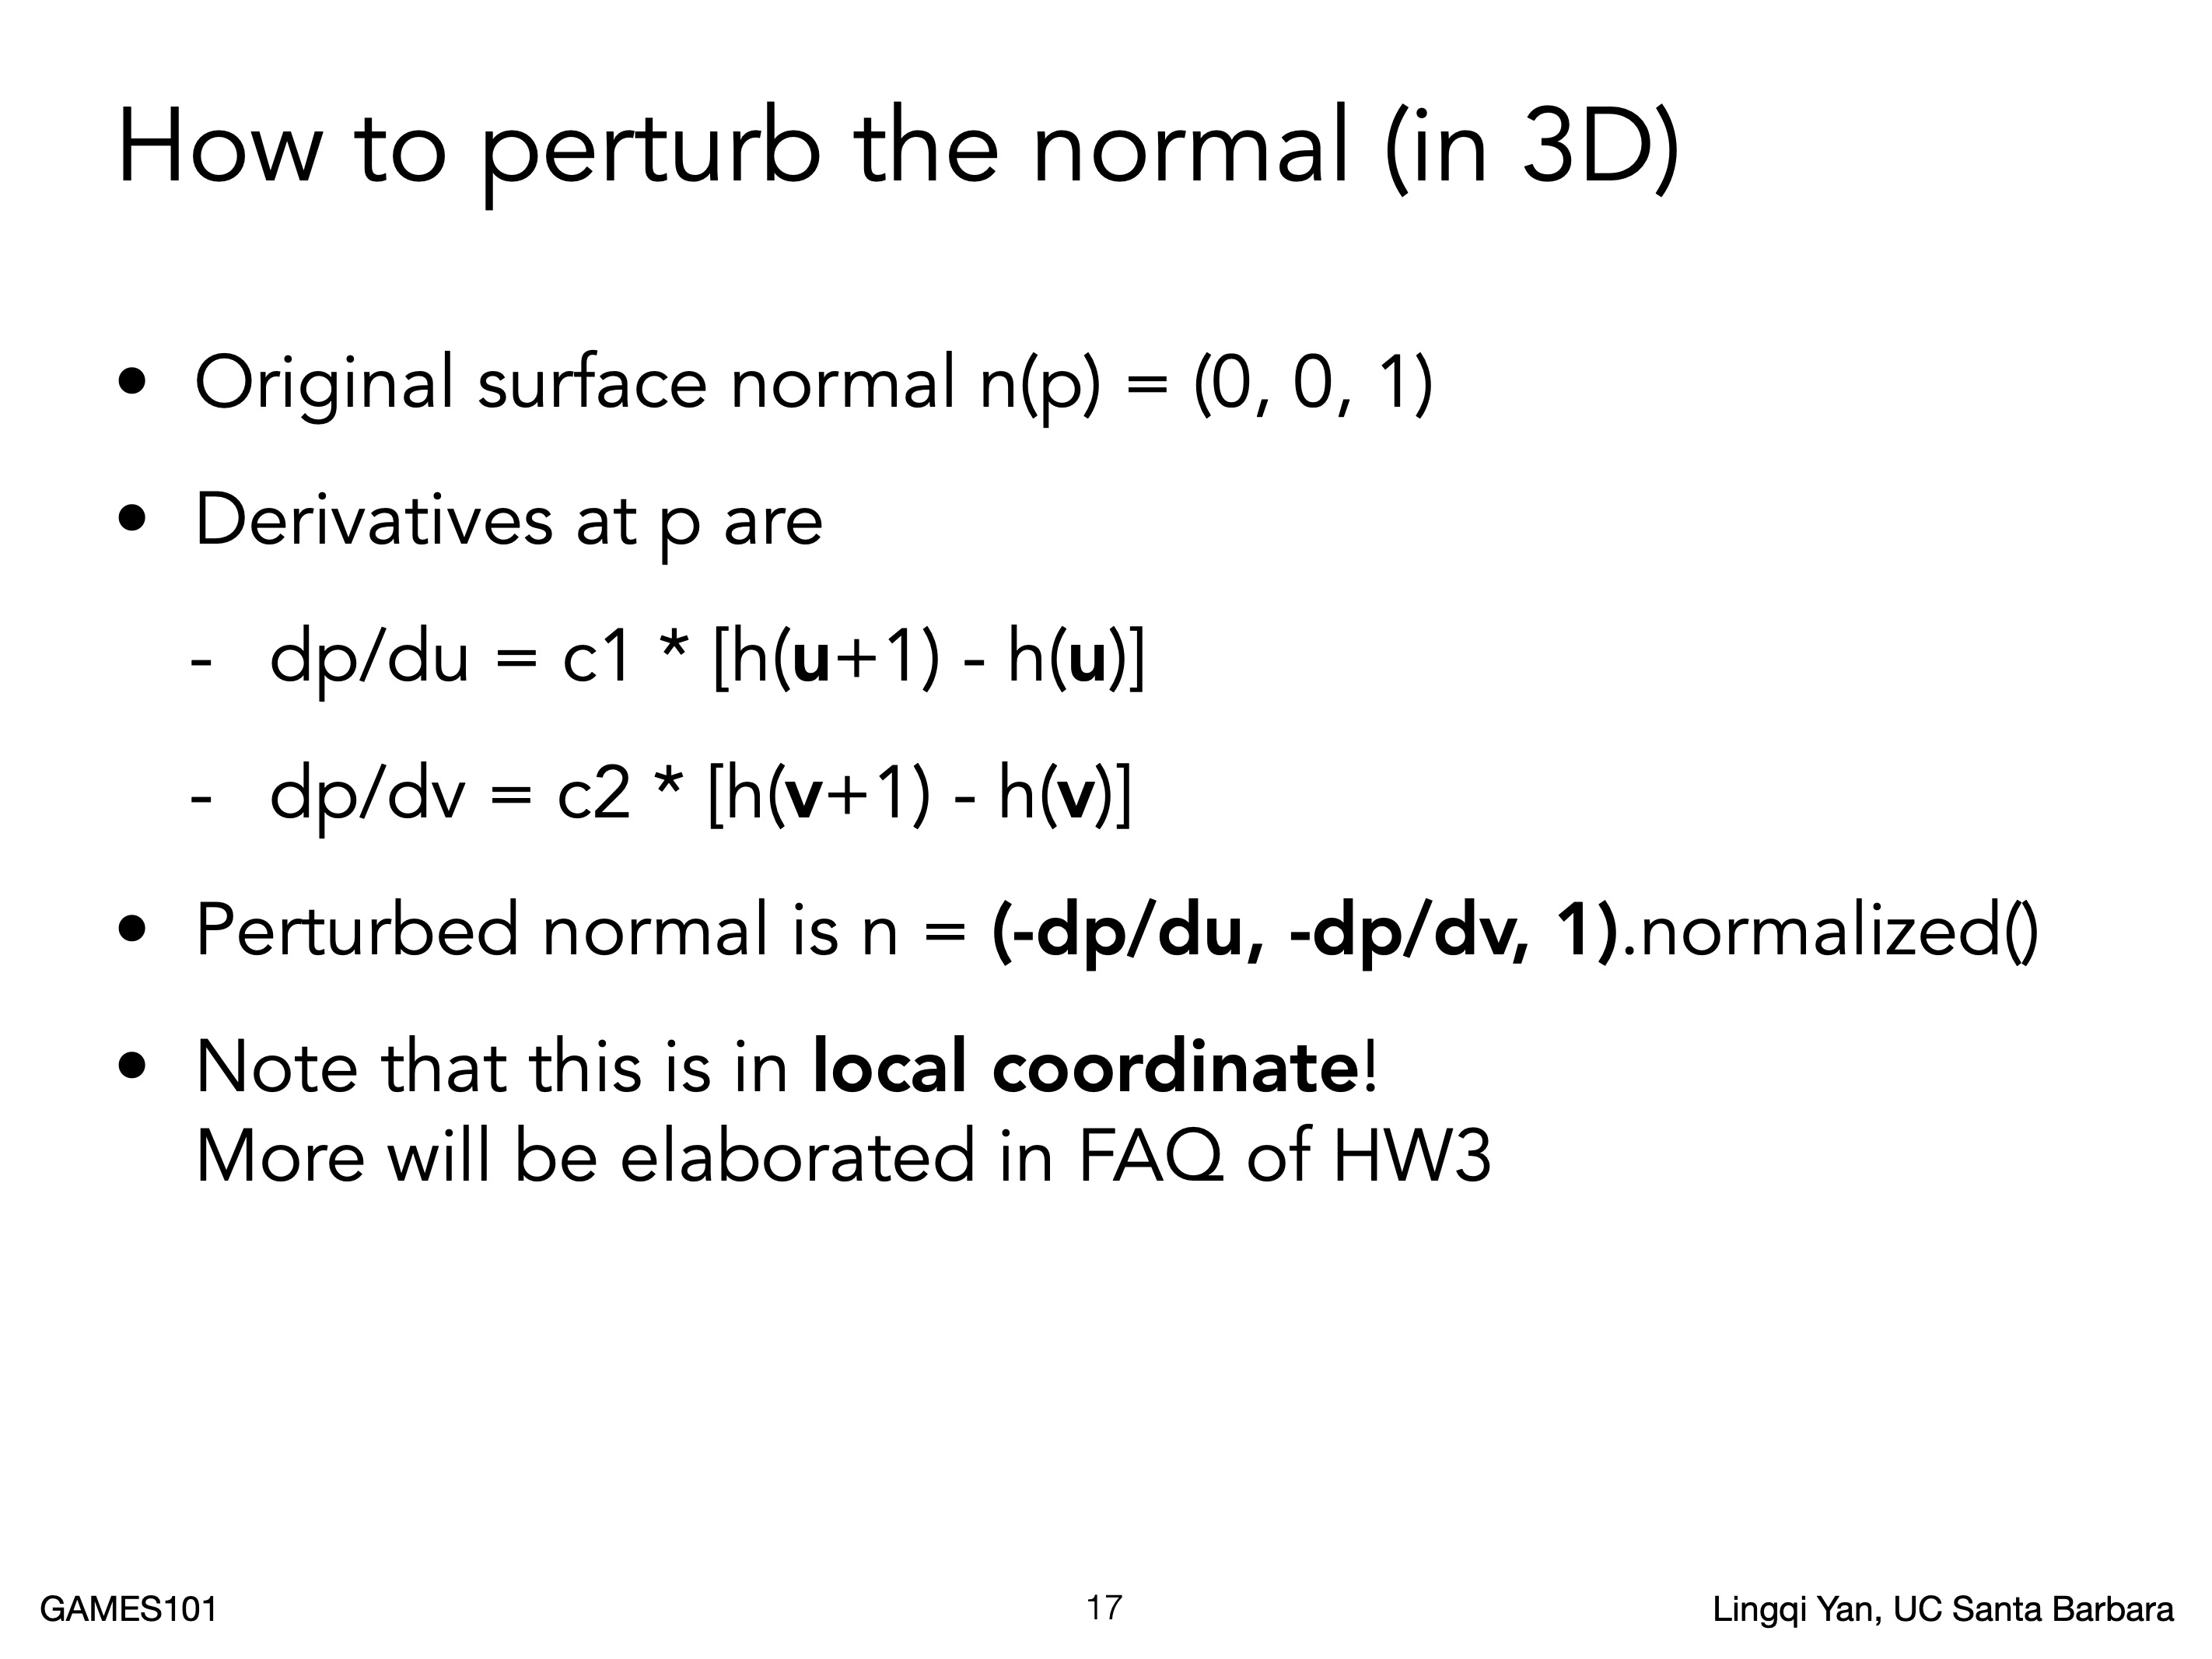 How to perturb the normal (in 3D)
• Original surface normal n(p) = (0, 0, 1)
• Derivatives at p are
- dp/du = c1 * [h(u+1) - h(u)]
- dp/dv = c2 * [h(v+1) - h(v)]
• Perturbed normal is n = (-dp/du, -dp/dv, 1).normalized()
• Note that this is in local coordinate!
More will be elaborated in FAQ of HW3
GAMES101
17
Lingqi Yan, UC Santa Barbara